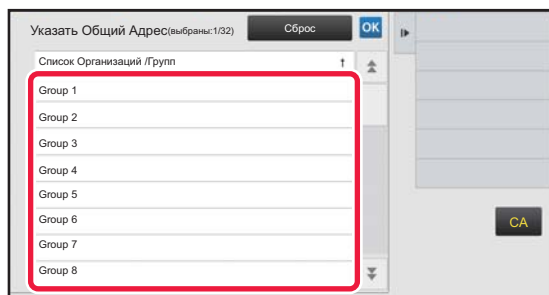 Указать Общий Адрес(выбраны:1/32) Сброс OK
Список Организаций /Групп ↑
Group 1
Group 2
Group 3
Group 4
Group 5
Group 6
CA
Group 7
Group 8